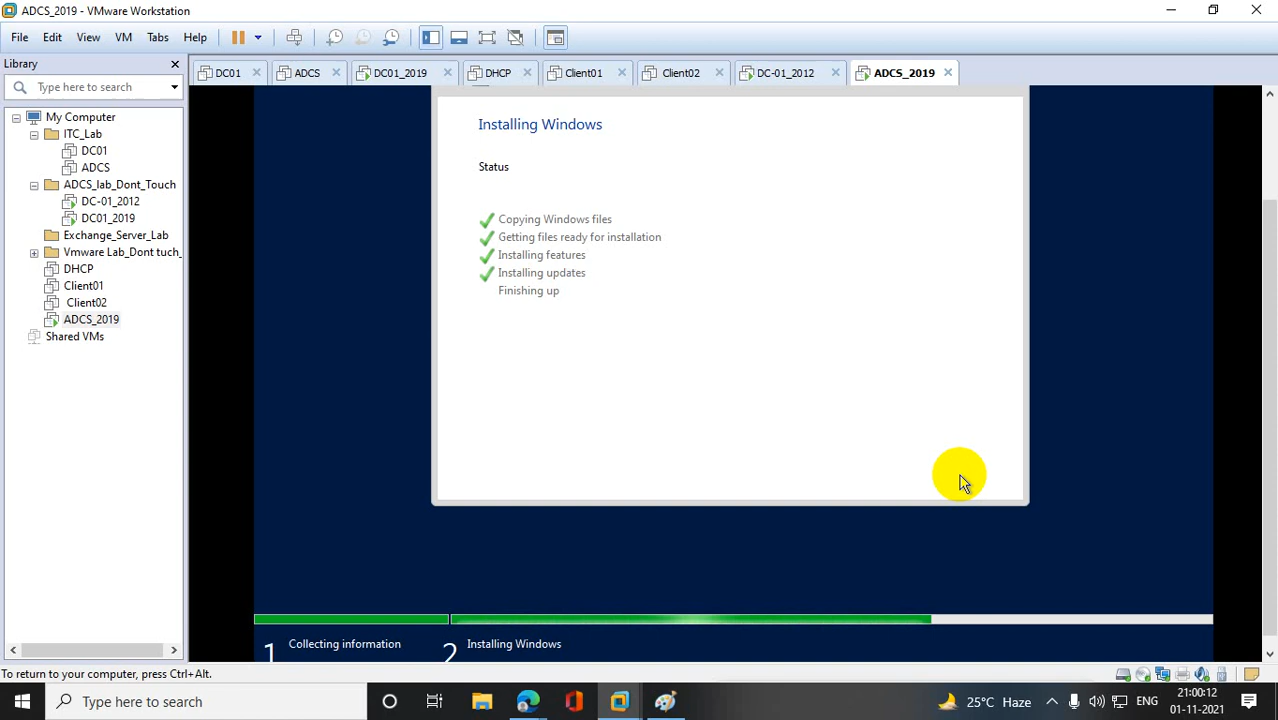 ADCS_2019 - VMware Workstation
File Edit View VM Tabs Help
Library
Type here to search
DC01 ADCS DC01_2019 DHCP Client01 Client02 DC-01_2012 ADCS_2019
My Computer
ITC_Lab
DC01
ADCS
ADCS_lab_Dont_Touch
DC-01_2012
DC01_2019
Exchange_Server_Lab
Vmware Lab_Dont tuch_
DHCP
Client01
Client02
ADCS_2019
Shared VMs
Installing Windows
Status
Copying Windows files
Getting files ready for installation
Installing features
Installing updates
Finishing up
1 Collecting information 2 Installing Windows
To return to your computer, press Ctrl+Alt.
Type here to search
25°C Haze
ENG
21:00:12
01-11-2021